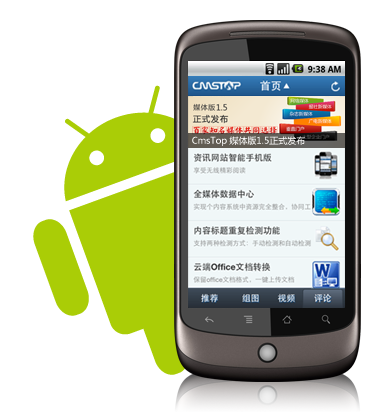 9:38 AM
CMSTOP 首页
媒体版1.5
正式发布
百家知名媒体共同选择
CmsTop 媒体版1.5正式发布
资讯网站智能手机版
享受无线精彩阅读
全媒体数据中心
实现个内容系统中资源完全整合，协同工
内容标题重复检测功能
支持两种检测方式：手动检测和自动检测
云端Office文档转换
保留office文档格式，一键上传文档
推荐 组图 视频 评论